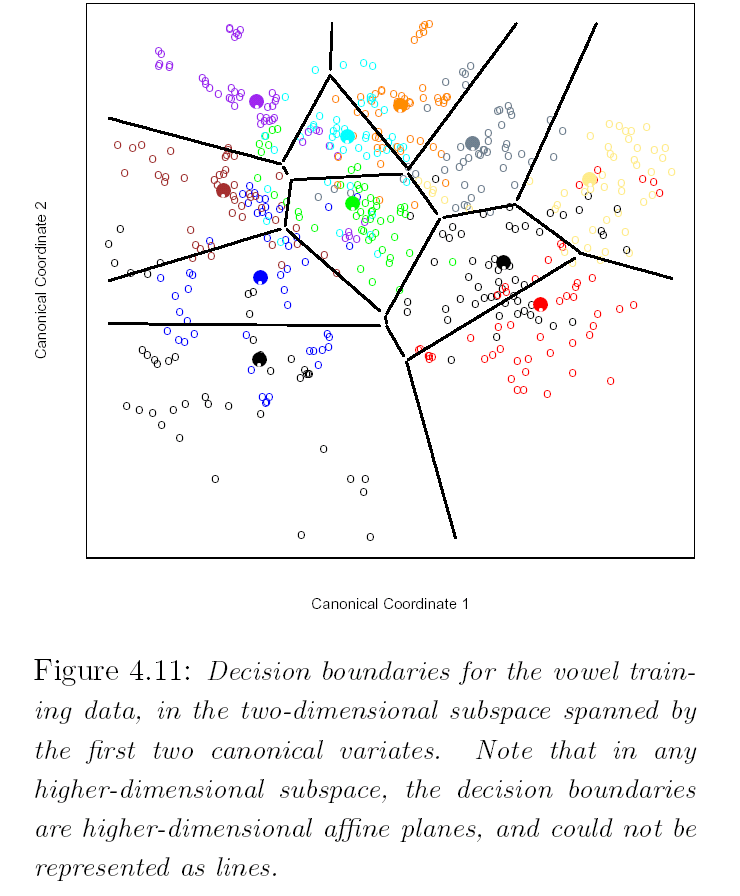 Canonical Coordinate 2
Canonical Coordinate 1
Figure 4.11: Decision boundaries for the vowel train-
ing data, in the two-dimensional subspace spanned by
the first two canonical variates. Note that in any
higher-dimensional subspace, the decision boundaries
are higher-dimensional affine planes, and could not be
represented as lines.